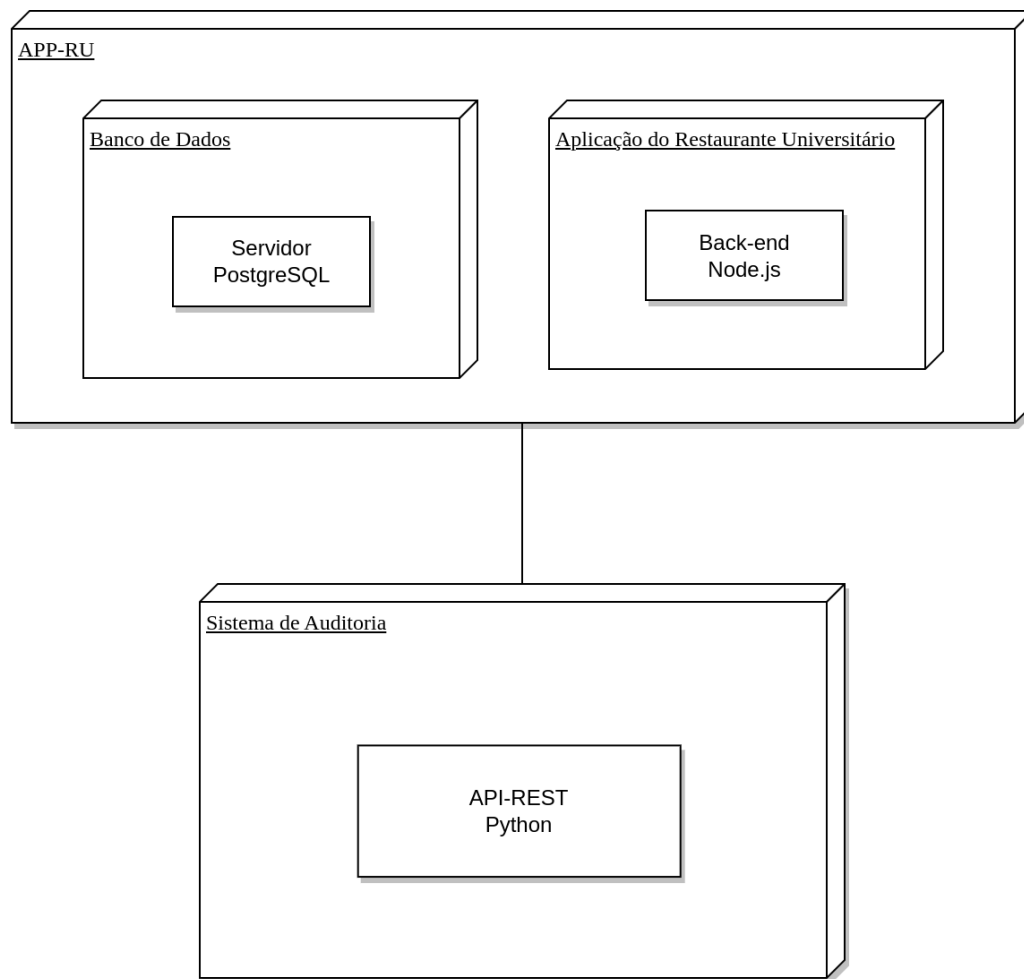 APP-RU
Banco de Dados
Servidor
PostgreSQL
Aplicação do Restaurante Universitário
Back-end
Node.js
Sistema de Auditoria
API-REST
Python